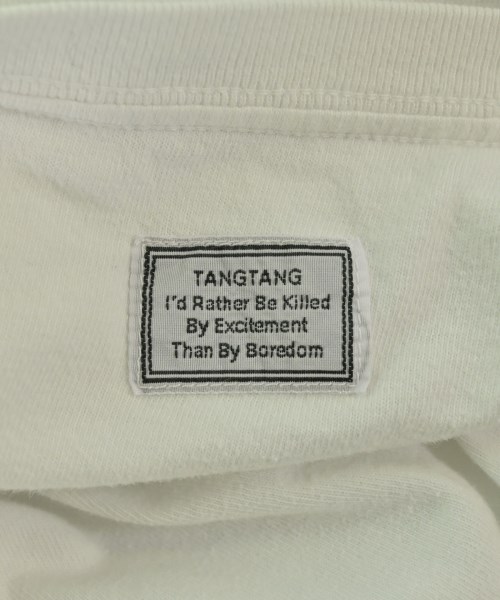 TANGTANG
I'd Rather Be Killed
By Excitement
Than By Boredom